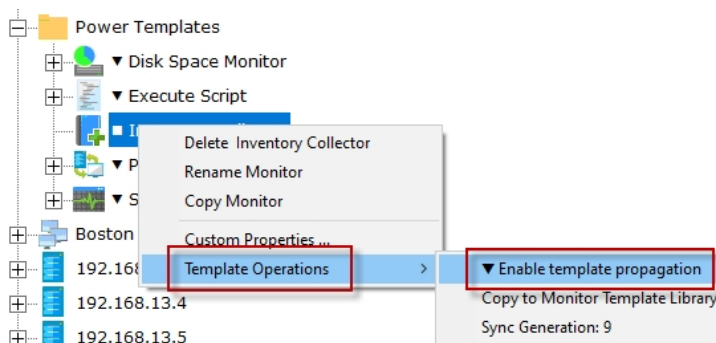 Power Templates
▼ Disk Space Monitor
▼ Execute Script
Delete Inventory Collector
Rename Monitor
▼ P
Copy Monitor
▼ S
Boston
Custom Properties ...
192.168
Template Operations >
▼ Enable template propagation
192.168.13.4
Copy to Monitor Template Library
Sync Generation: 9
192.168.13.5